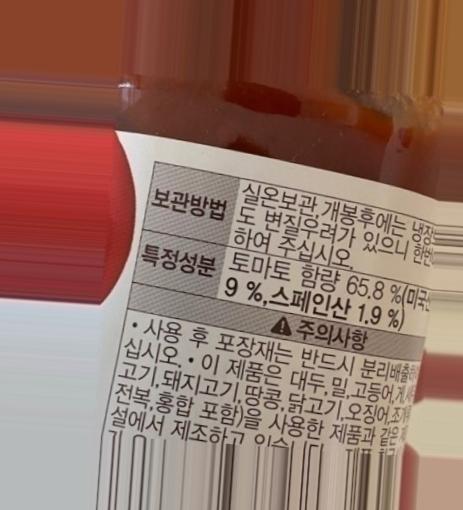 보관방법
실온보관,개봉후에는 냉장
도 변질우려가 있으니
하여 주십시오.
특정성분
토마토 함량 65.8 %(미국산
9 %,스페인산 1.9 %)
주의사항
• 사용 후 포장재는 반드시 분리배출하
십시오. • 이 제품은 대두,밀,고등어,게,새우
고기,돼지고기,땅콩,닭고기,오징어,조개
전복,홍합 포함)을 사용한 제품과 같은
설에서 제조하고